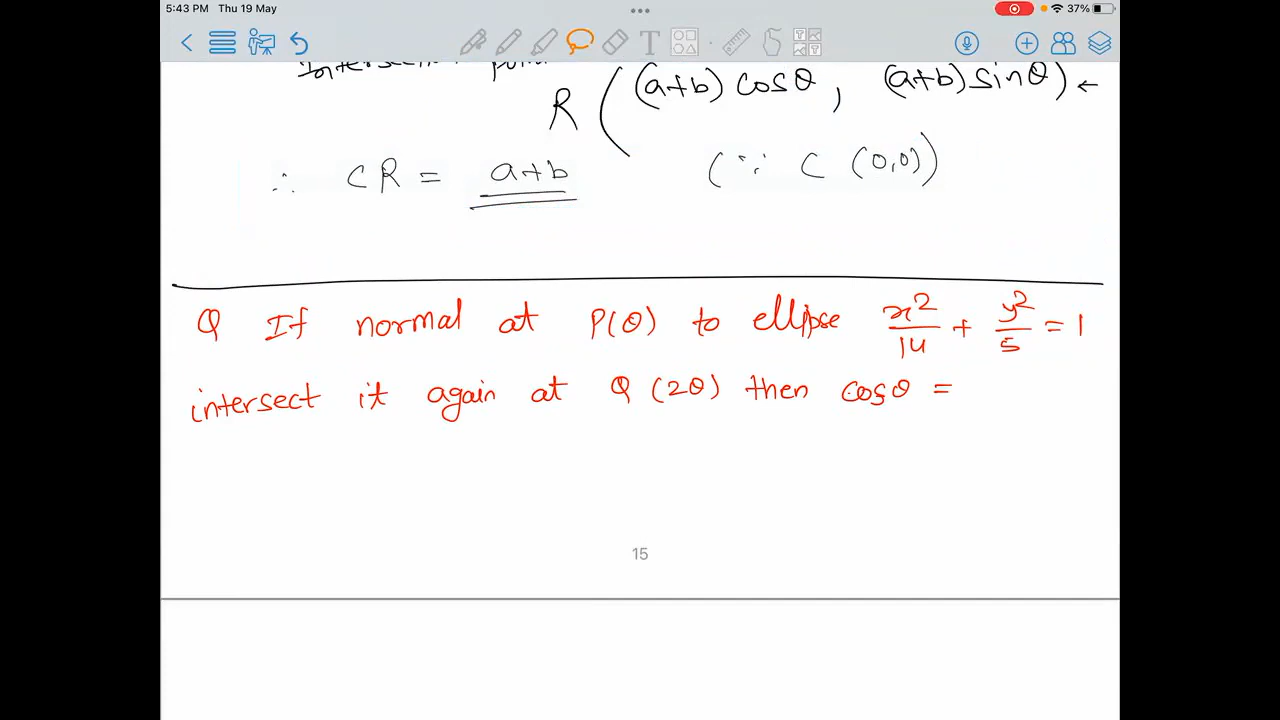 5:43 PM Thu 19 May
37%
T
R ((a+b) cosθ, (a+b) sinθ) ←
∴ CR = a+b (∵ C (0,0))
Q If normal at P(θ) to ellipse x²/14 + y²/5 = 1
intersect it again at Q (2θ) then cosθ =
15